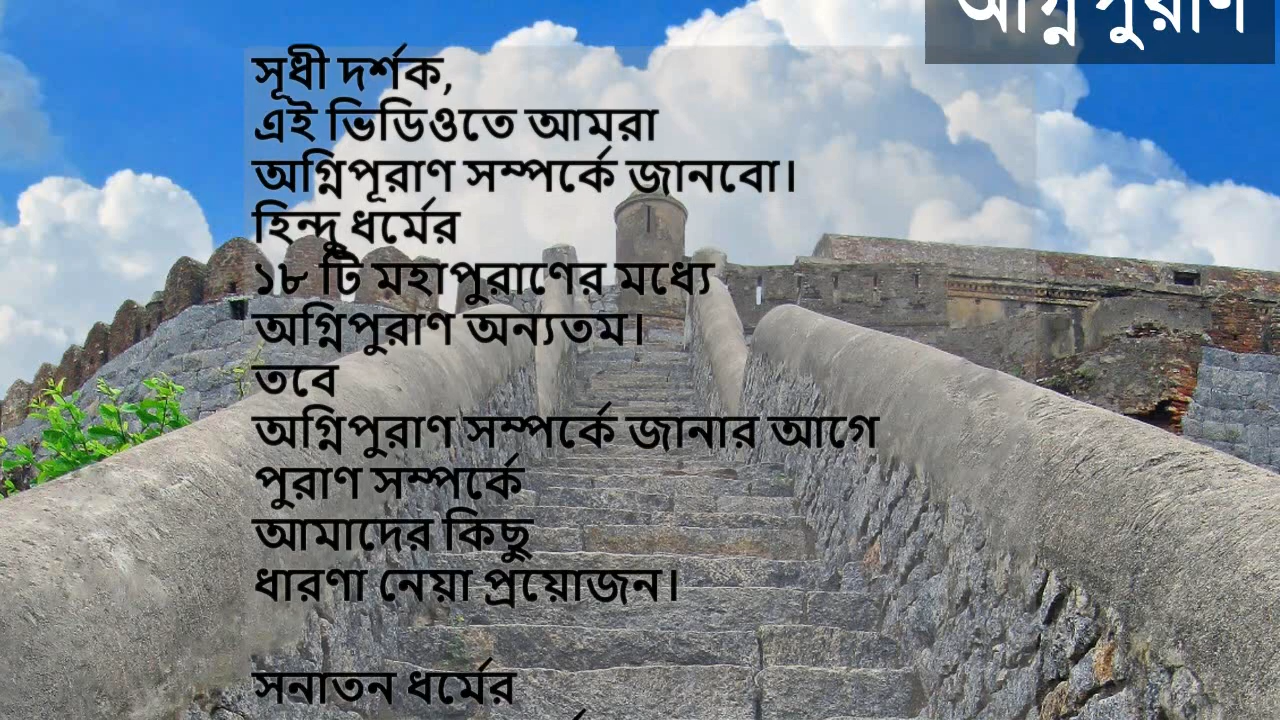 অগ্নিপুরাণ
সূধী দর্শক,
এই ভিডিওতে আমরা
অগ্নিপূরাণ সম্পর্কে জানবো।
হিন্দু ধর্মের
১৮ টি মহাপুরাণের মধ্যে
অগ্নিপুরাণ অন্যতম।
তবে
অগ্নিপুরাণ সম্পর্কে জানার আগে
পুরাণ সম্পর্কে
আমাদের কিছু
ধারণা নেয়া প্রয়োজন।
সনাতন ধর্মের